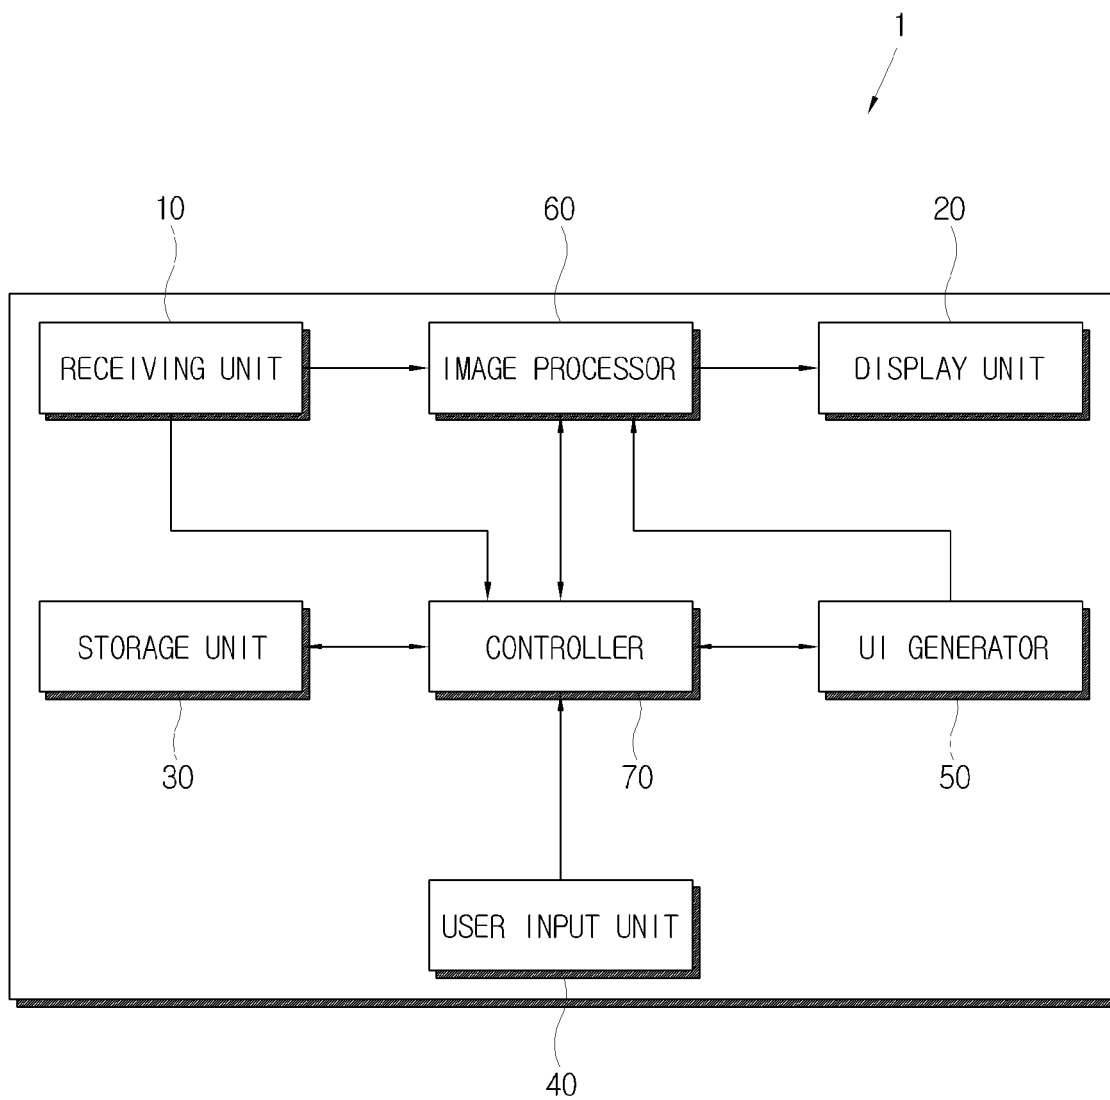 1
10
60
20
RECEIVING UNIT
IMAGE PROCESSOR
DISPLAY UNIT
STORAGE UNIT
CONTROLLER
UI GENERATOR
30
70
50
USER INPUT UNIT
40